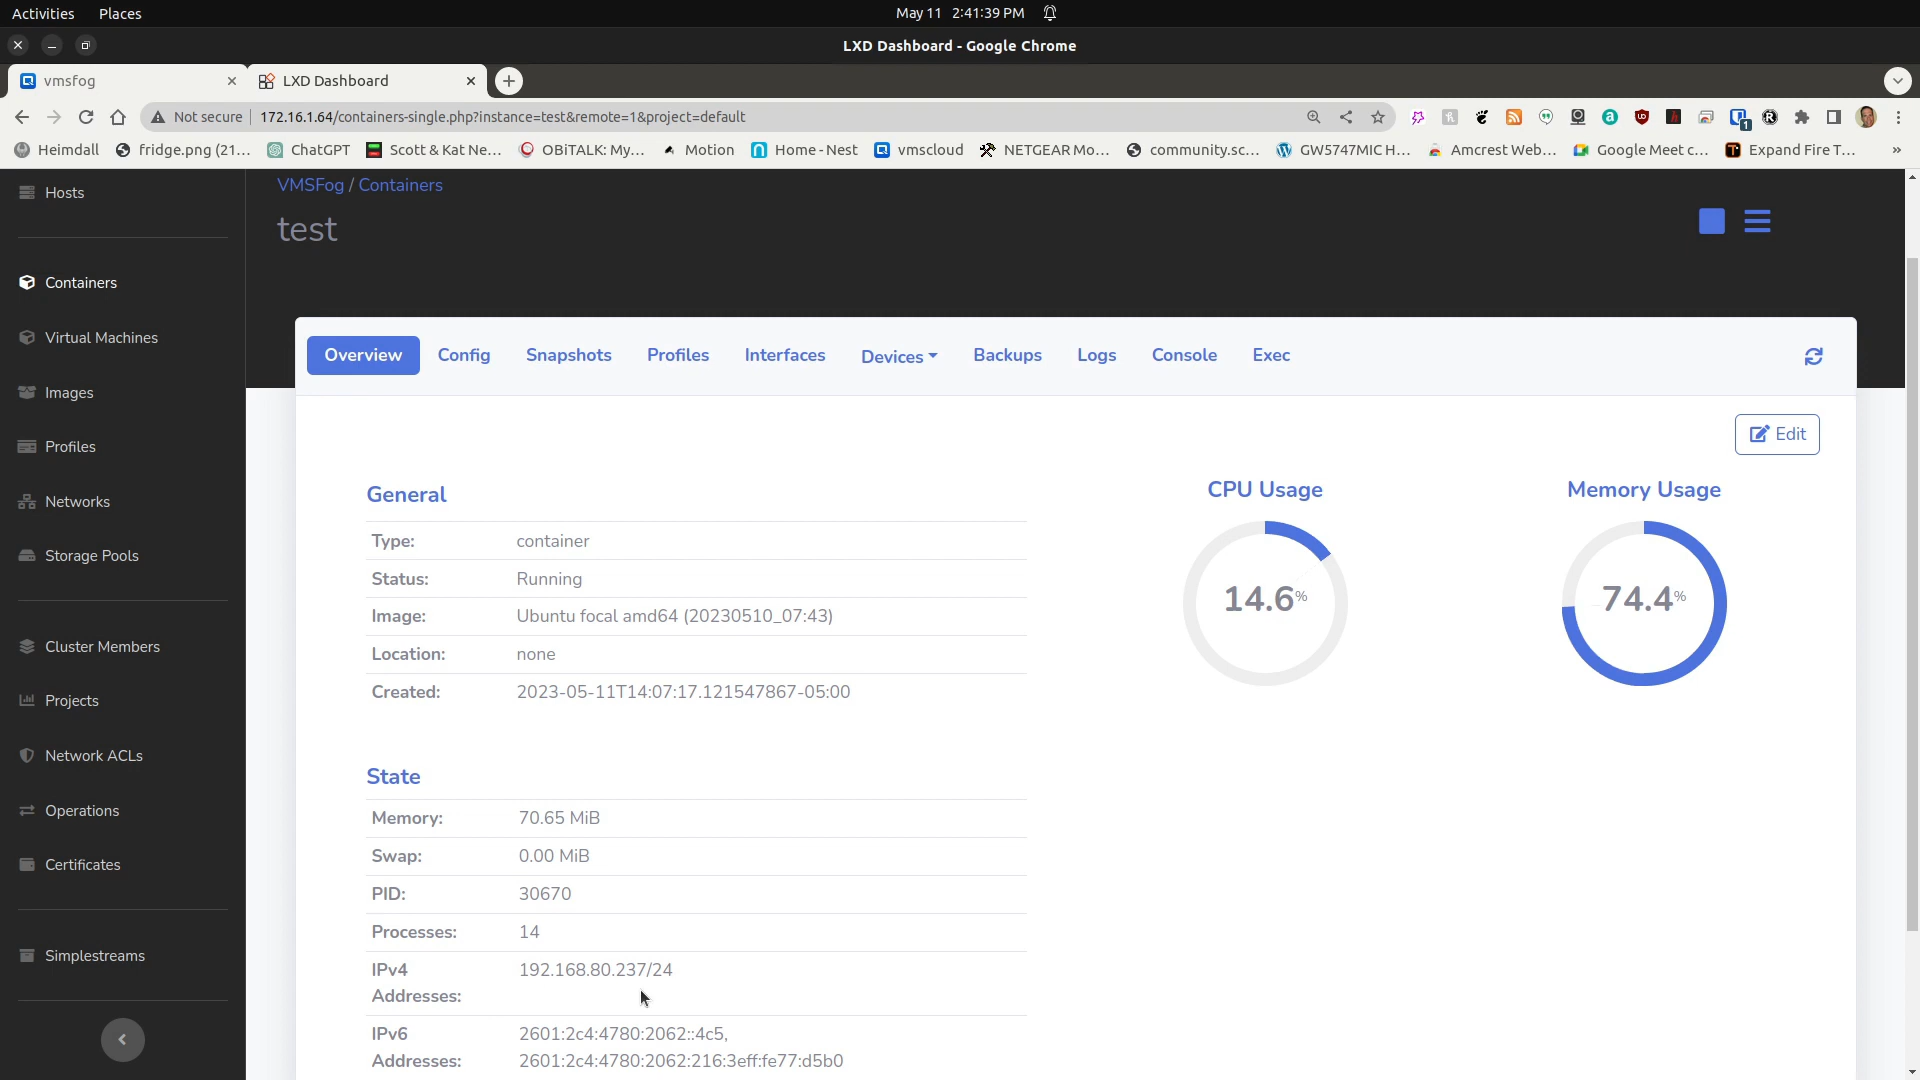 Activities Places May 11 2:41:39 PM
LXD Dashboard - Google Chrome
vmsfog LXD Dashboard
Not secure 172.16.1.64/containers-single.php?instance=test&remote=1&project=default
Heimdall fridge.png (21... ChatGPT Scott & Kat Ne... OBiTALK: My... Motion Home - Nest vmscloud NETGEAR Mo... community.sc... GW5747MIC H... Amcrest Web... Google Meet c... Expand Fire T... »
Hosts
Containers
Virtual Machines
Images
Profiles
Networks
Storage Pools
Cluster Members
Projects
Network ACLs
Operations
Certificates
Simplestreams
VMSFog / Containers
test
Overview Config Snapshots Profiles Interfaces Devices Backups Logs Console Exec
Edit
General
Type: container
Status: Running
Image: Ubuntu focal amd64 (20230510_07:43)
Location: none
Created: 2023-05-11T14:07:17.121547867-05:00
CPU Usage
14.6%
Memory Usage
74.4%
State
Memory: 70.65 MiB
Swap: 0.00 MiB
PID: 30670
Processes: 14
IPv4 192.168.80.237/24
Addresses:
IPv6 2601:2c4:4780:2062::4c5,
Addresses: 2601:2c4:4780:2062:216:3eff:fe77:d5b0